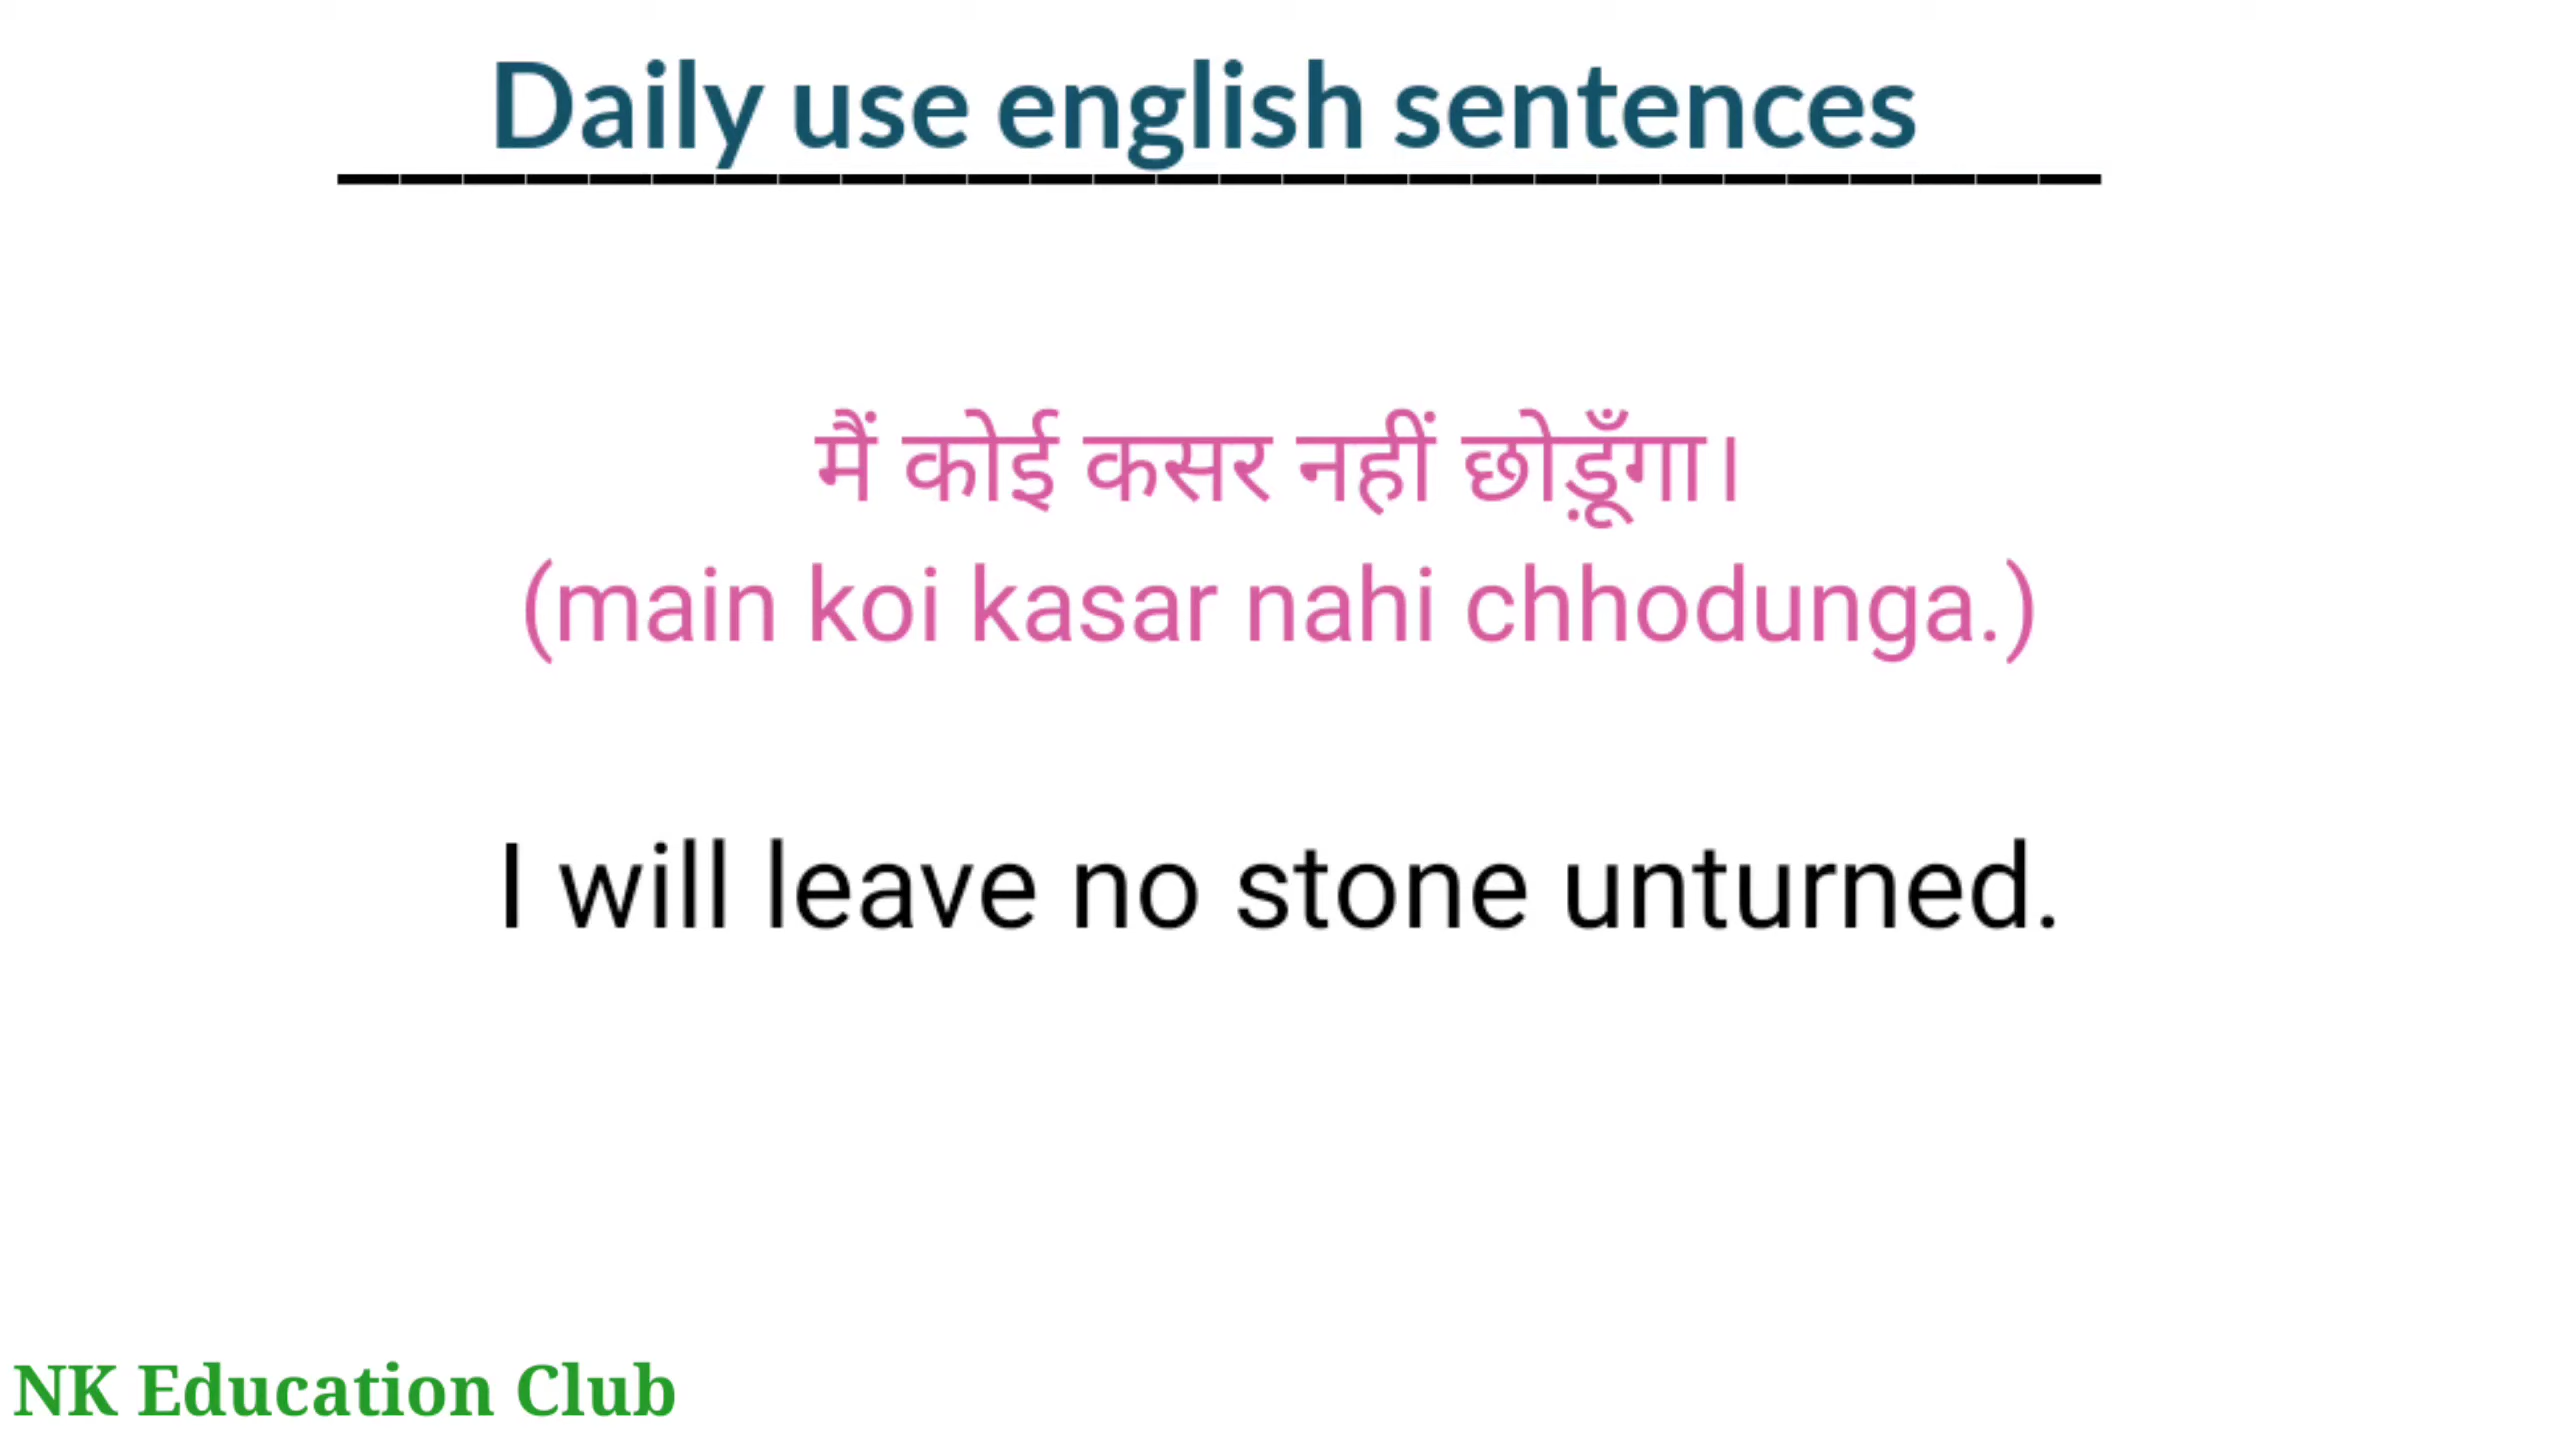 Daily use english sentences
मैं कोई कसर नहीं छोड़ूँगा।
(main koi kasar nahi chhodunga.)
I will leave no stone unturned.
NK Education Club